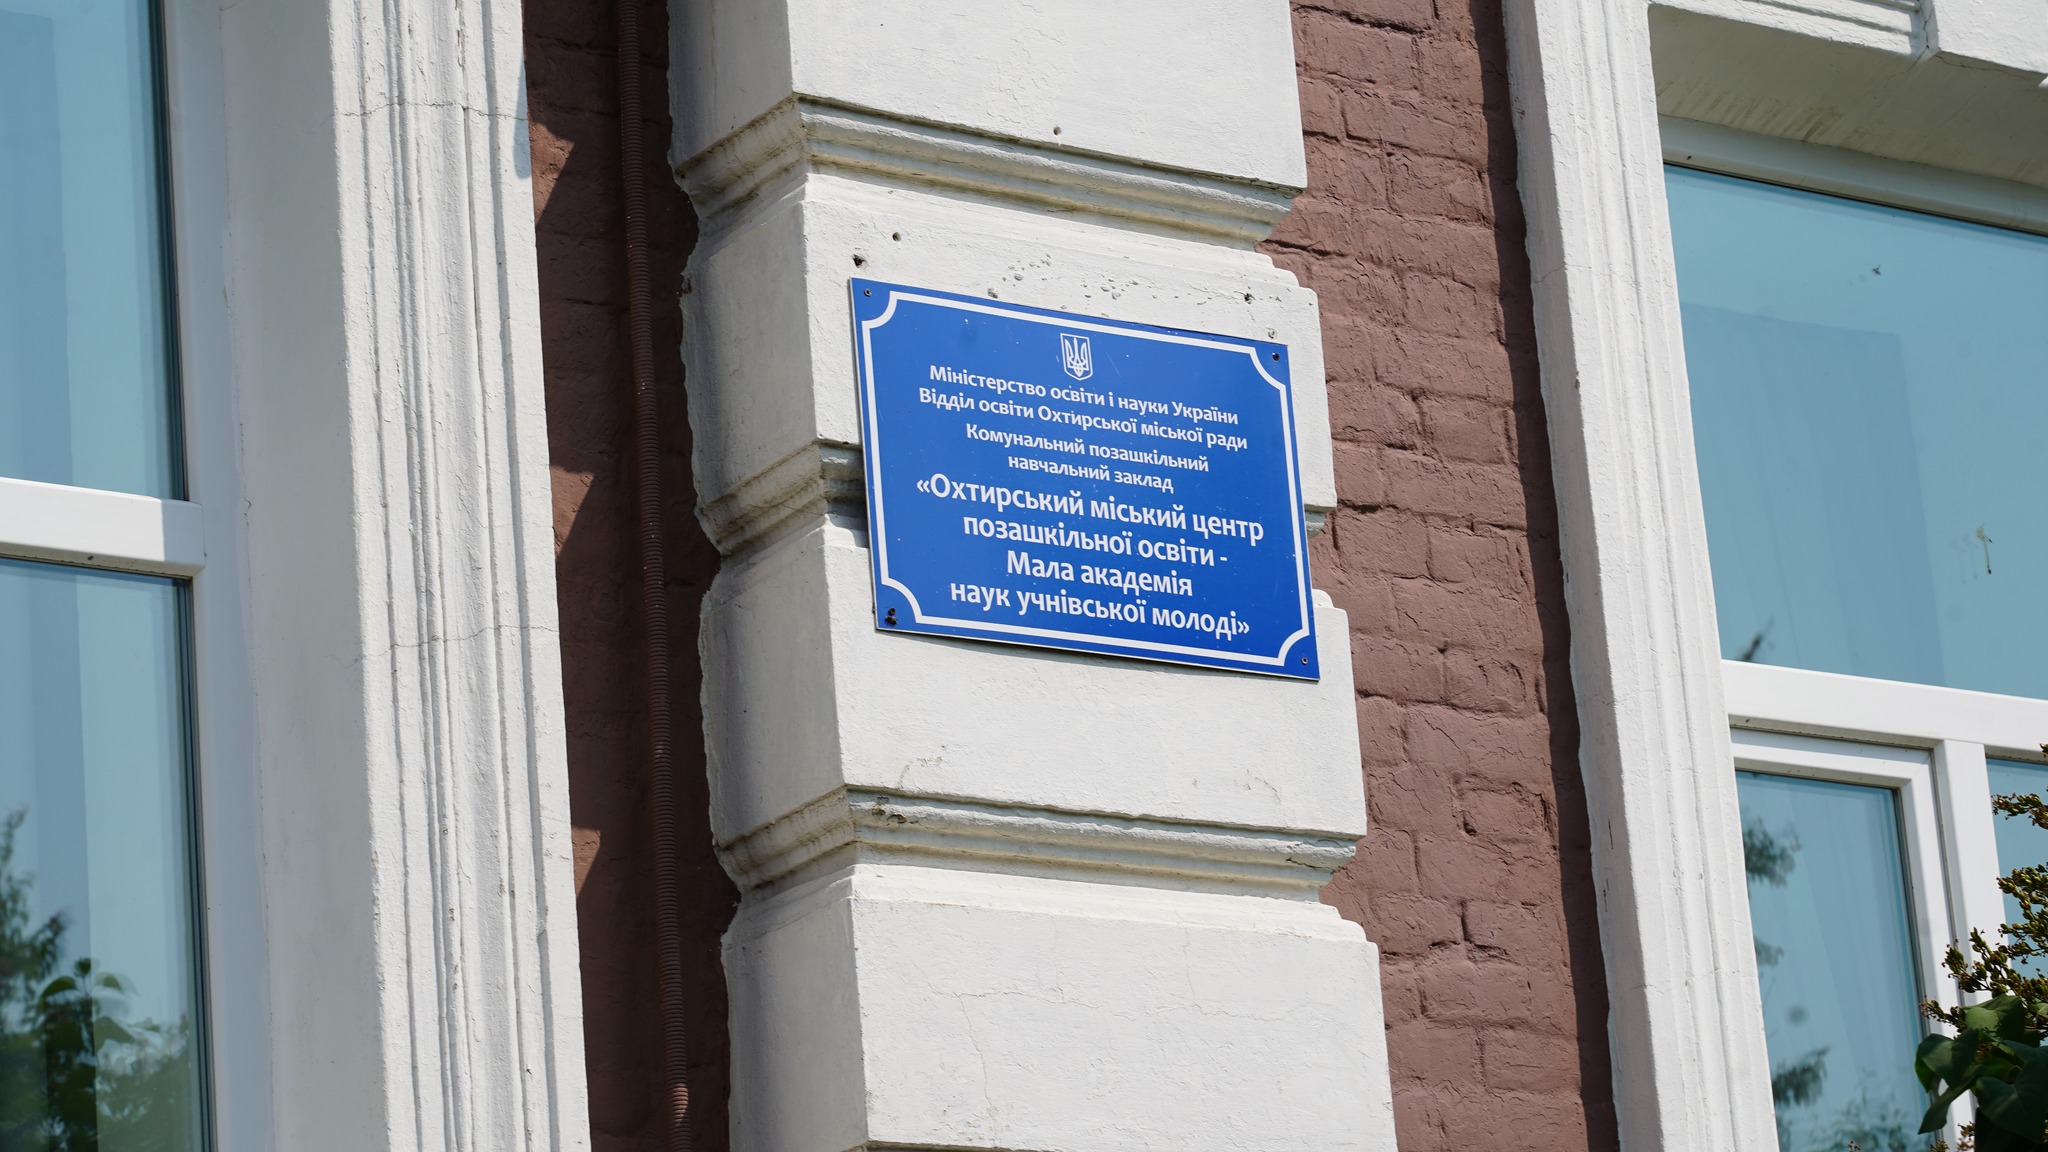 Міністерство освіти і науки України
Відділ освіти Охтирської міської ради
Комунальний позашкільний
навчальний заклад
«Охтирський міський центр
позашкільної освіти -
Мала академія
наук учнівської молоді»